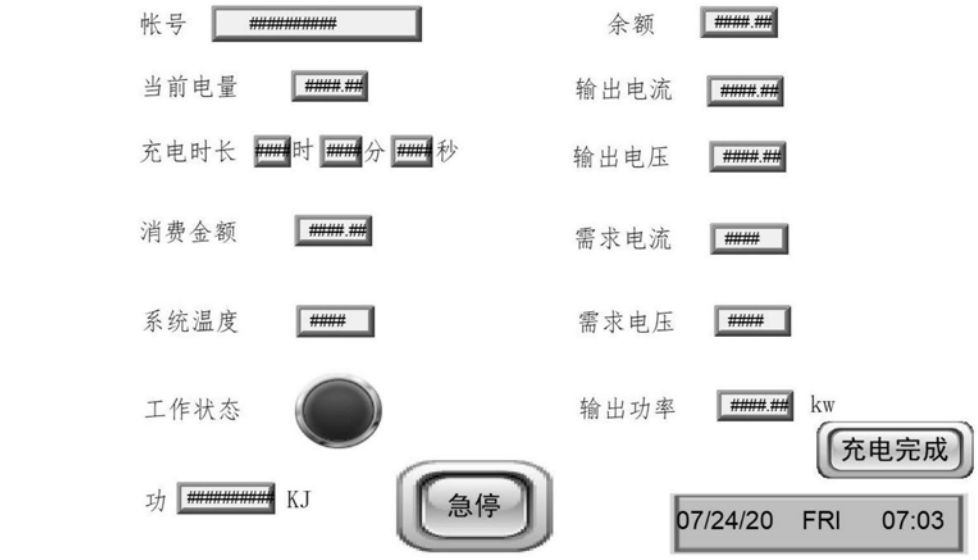 帐号 ########## 余额 ####.##
当前电量 ####.## 输出电流 ####.##
充电时长 ####时 ####分 ####秒 输出电压 ####.##
消费金额 ####.## 需求电流 ####
系统温度 #### 需求电压 ####
工作状态 输出功率 ####.## kw
充电完成
功 ########## KJ 急停
07/24/20 FRI 07:03